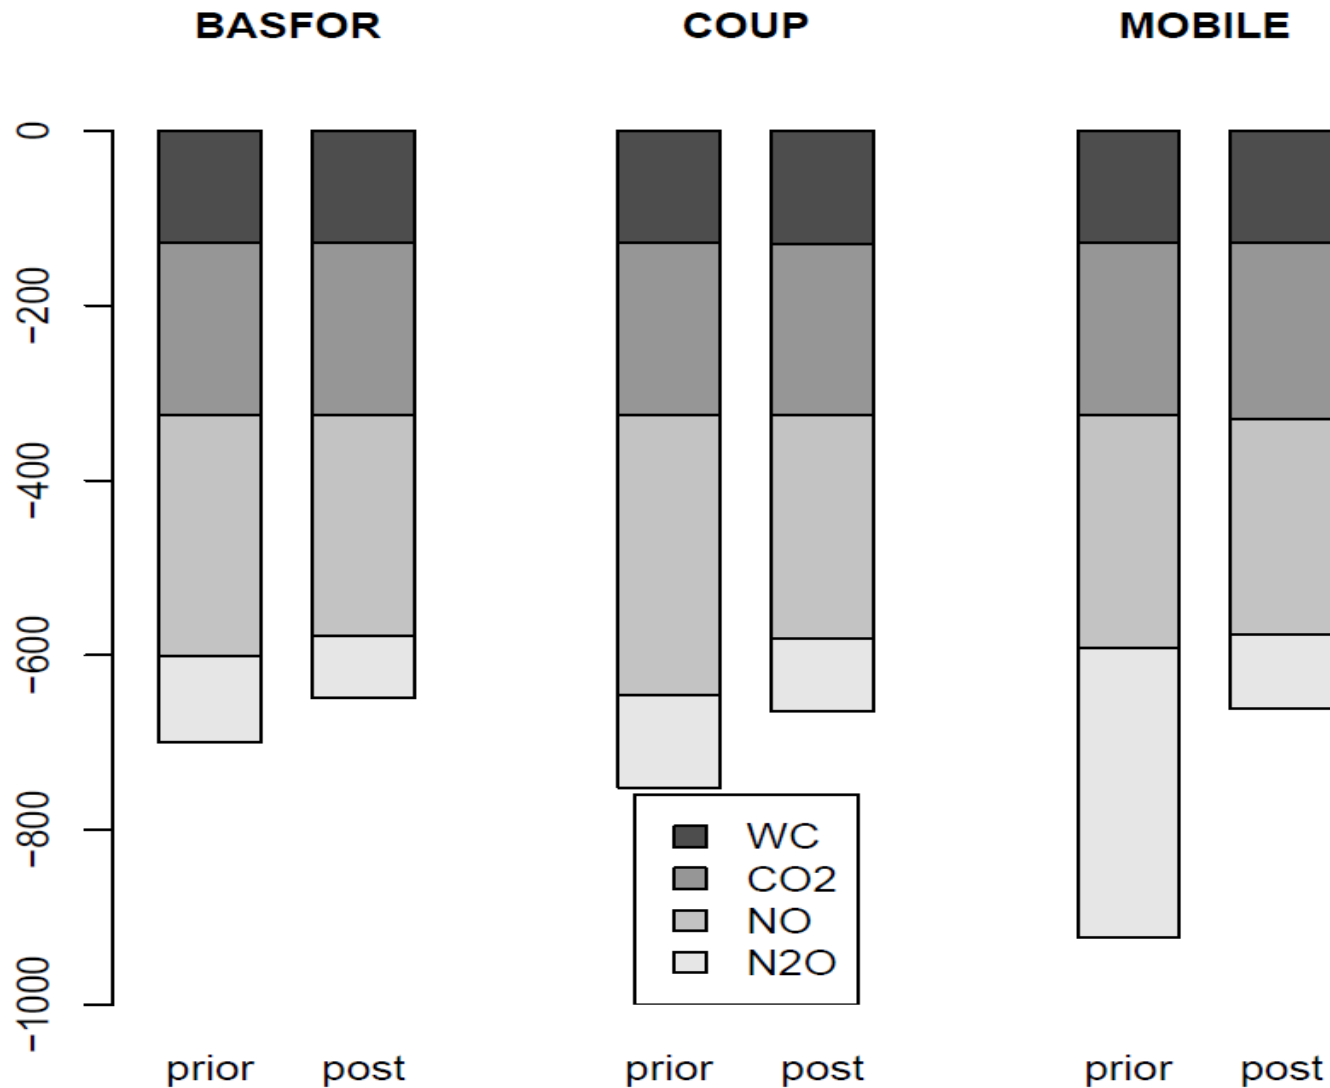 BASFOR COUP MOBILE
0
−200
−400
−600
−800
−1000
WC
CO2
NO
N2O
prior post prior post prior post